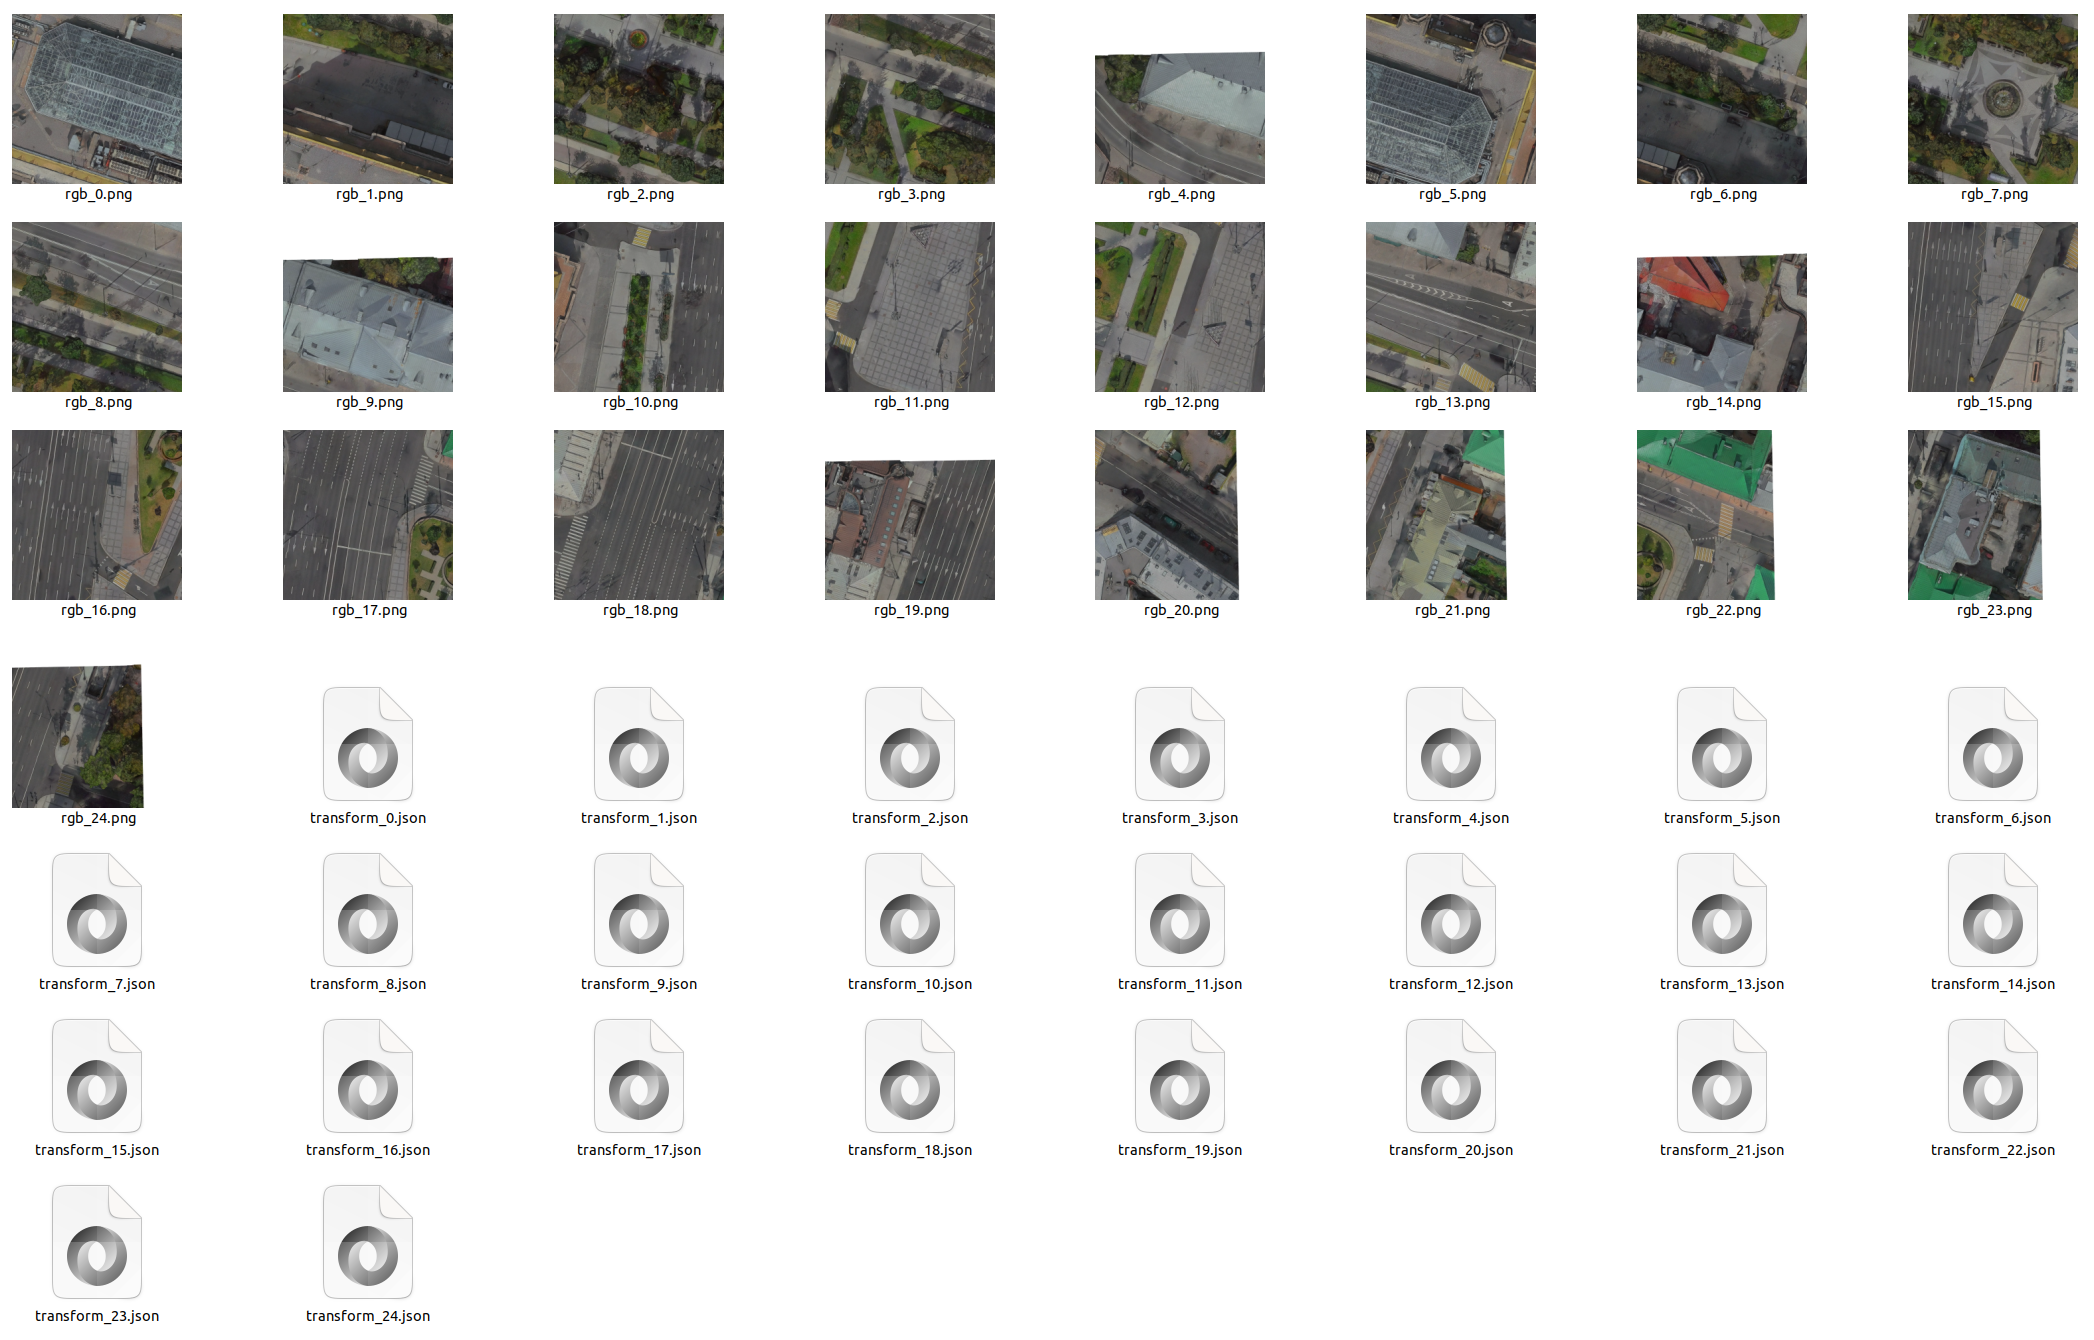 rgb_0.png rgb_1.png rgb_2.png rgb_3.png rgb_4.png rgb_5.png rgb_6.png rgb_7.png
rgb_8.png rgb_9.png rgb_10.png rgb_11.png rgb_12.png rgb_13.png rgb_14.png rgb_15.png
rgb_16.png rgb_17.png rgb_18.png rgb_19.png rgb_20.png rgb_21.png rgb_22.png rgb_23.png
rgb_24.png transform_0.json transform_1.json transform_2.json transform_3.json transform_4.json transform_5.json transform_6.json
transform_7.json transform_8.json transform_9.json transform_10.json transform_11.json transform_12.json transform_13.json transform_14.json
transform_15.json transform_16.json transform_17.json transform_18.json transform_19.json transform_20.json transform_21.json transform_22.json
transform_23.json transform_24.json